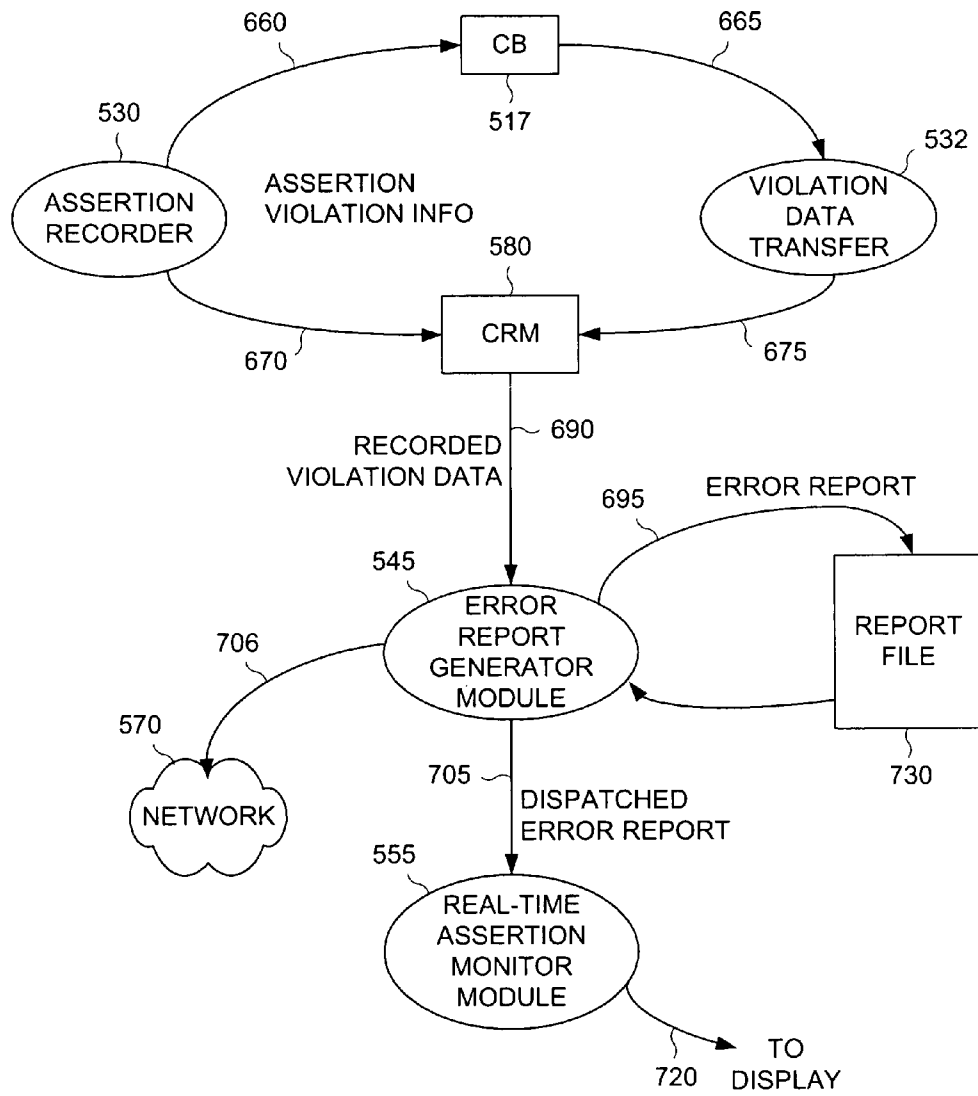 660
CB
665
517
530
532
ASSERTION
RECORDER
ASSERTION
VIOLATION INFO
VIOLATION
DATA
TRANSFER
580
CRM
670
675
690
RECORDED
VIOLATION DATA
695
ERROR REPORT
545
ERROR
REPORT
GENERATOR
MODULE
REPORT
FILE
706
570
NETWORK
705
730
DISPATCHED
ERROR REPORT
555
REAL-TIME
ASSERTION
MONITOR
MODULE
720
TO
DISPLAY